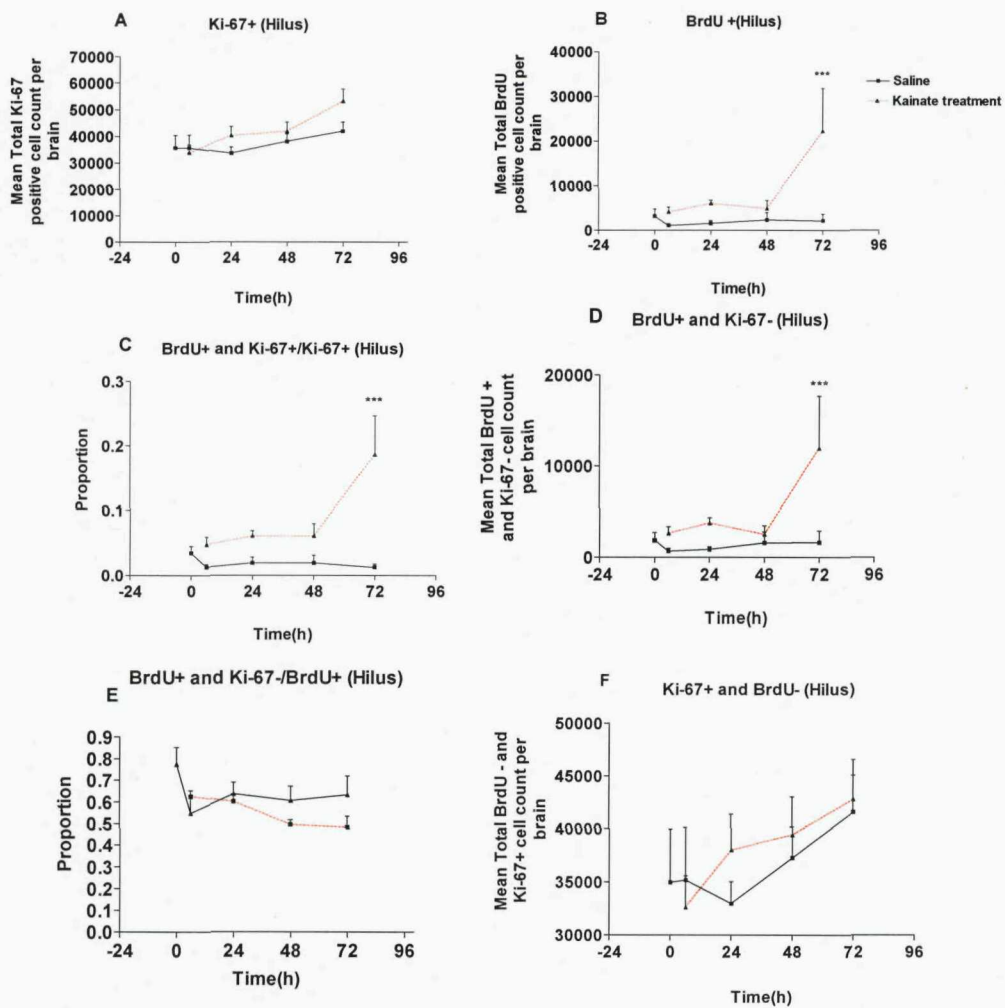 A
Ki-67+ (Hilus)
Mean Total Ki-67
positive cell count per
brain
70000
60000
50000
40000
30000
20000
10000
0
-24 0 24 48 72 96
Time(h)
B
BrdU +(Hilus)
Mean Total BrdU
positive cell count per
brain
40000
30000
20000
10000
0
***
-24 0 24 48 72 96
Time(h)
Saline
Kainate treatment
C
BrdU+ and Ki-67+/Ki-67+ (Hilus)
Proportion
0.3
0.2
0.1
0.0
***
-24 0 24 48 72 96
Time(h)
D
BrdU+ and Ki-67- (Hilus)
Mean Total BrdU +
and Ki-67- cell count
per brain
20000
10000
0
***
-24 0 24 48 72 96
Time(h)
E
BrdU+ and Ki-67-/BrdU+ (Hilus)
Proportion
0.9
0.8
0.7
0.6
0.5
0.4
0.3
0.2
0.1
0.0
-24 0 24 48 72 96
Time(h)
F
Ki-67+ and BrdU- (Hilus)
Mean Total BrdU - and
Ki-67+ cell count per
brain
50000
45000
40000
35000
30000
-24 0 24 48 72 96
Time(h)